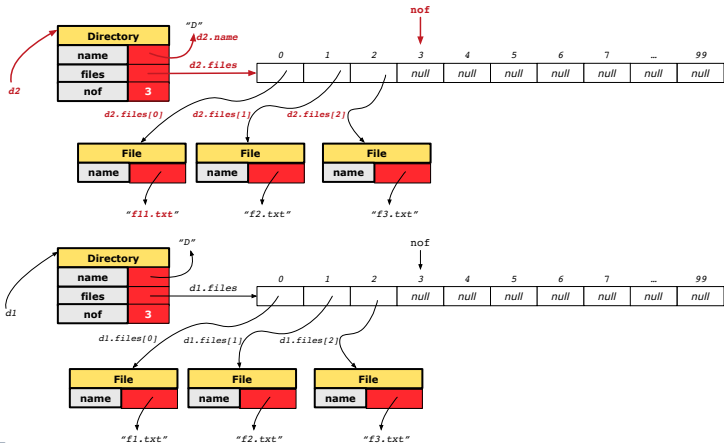 "D"
nof
Directory
d2.name
name
0 1 2 3 4 5 6 7 … 99
files d2.files null null null null null null null
d2 nof 3
d2.files[0] d2.files[1] d2.files[2]
File File File
name name name
"f11.txt" "f2.txt" "f3.txt"
"D" nof
Directory
name
0 1 2 3 4 5 6 7 … 99
files d1.files null null null null null null null
d1 nof 3
d1.files[0] d1.files[1] d1.files[2]
File File File
name name name
"f1.txt" "f2.txt" "f3.txt"